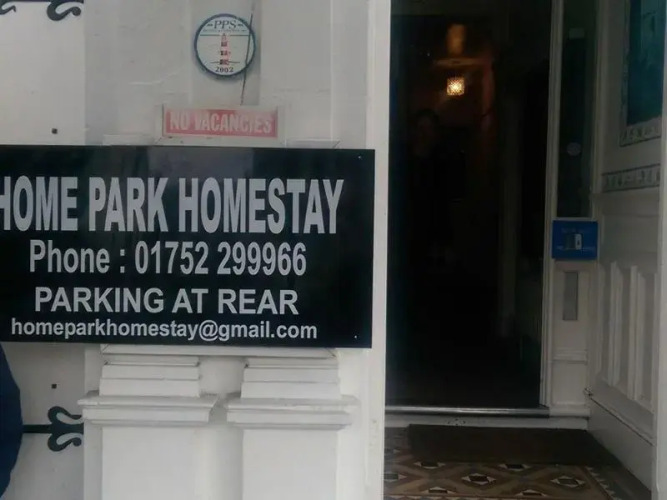 PPS
2002
NO VACANCIES
HOME PARK HOMESTAY
Phone : 01752 299966
PARKING AT REAR
homeparkhomestay@gmail.com